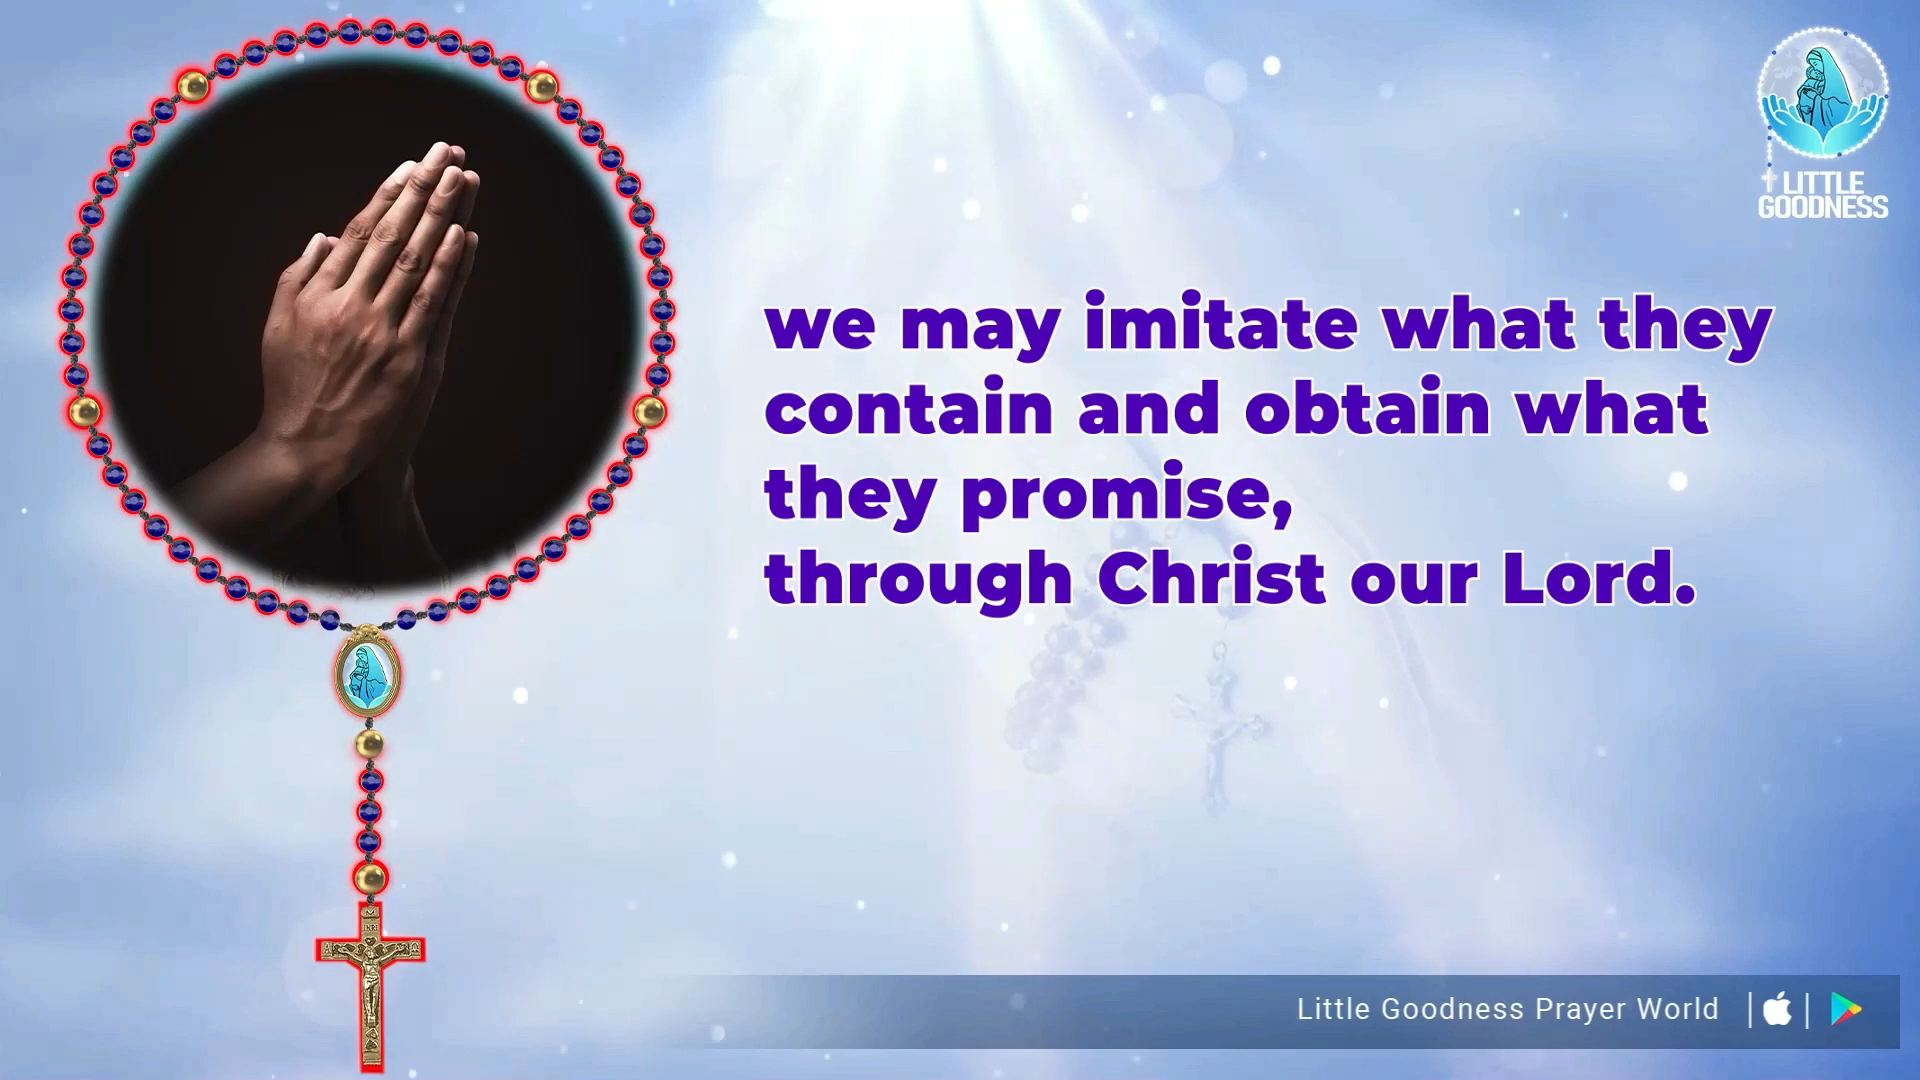 LITTLE
GOODNESS
we may imitate what they
contain and obtain what
they promise,
through Christ our Lord.
INRI
Little Goodness Prayer World